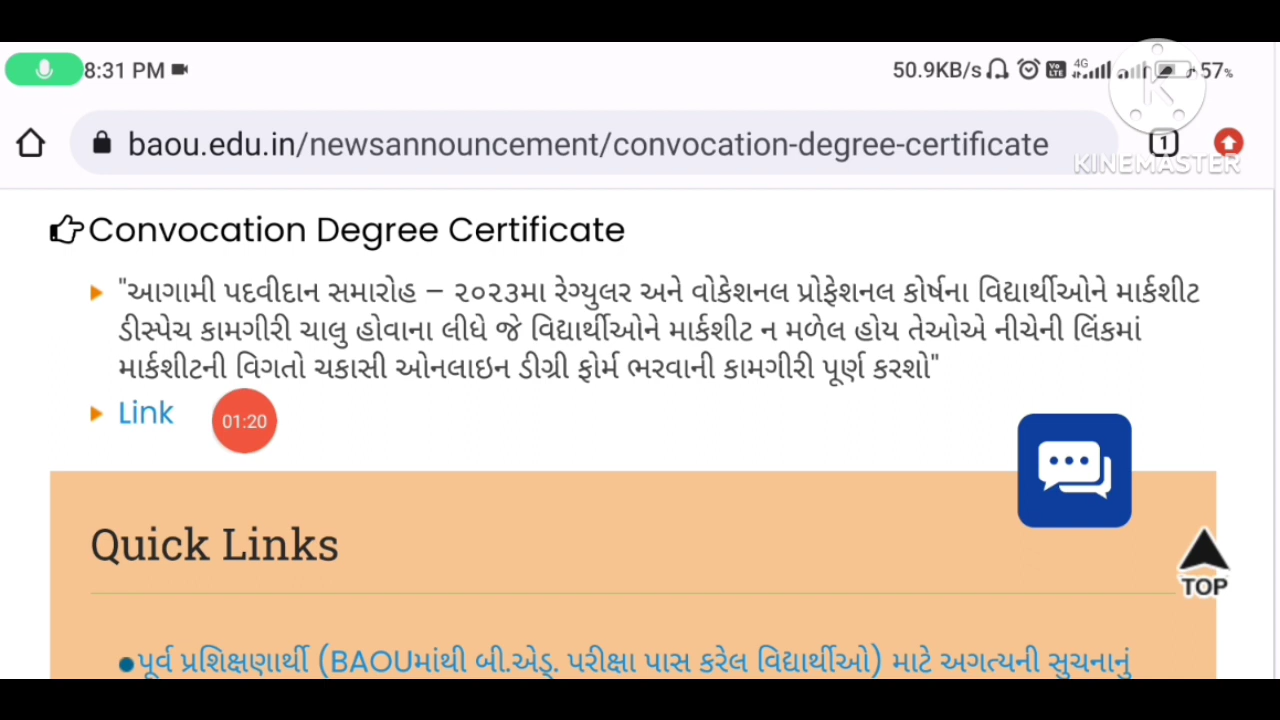 8:31 PM
50.9KB/s
4G
Vo LTE
57%
baou.edu.in/newsannouncement/convocation-degree-certificate
1
KINEMASTER
Convocation Degree Certificate
"આગામી પદવીદાન સમારોહ – ૨૦૨૩મા રેગ્યુલર અને વોકેશનલ પ્રોફેશનલ કોર્ષના વિદ્યાર્થીઓને માર્કશીટ
ડીસ્પેચ કામગીરી ચાલુ હોવાના લીધે જે વિદ્યાર્થીઓને માર્કશીટ ન મળેલ હોય તેઓએ નીચેની લિંકમાં
માર્કશીટની વિગતો ચકાસી ઓનલાઇન ડીગ્રી ફોર્મ ભરવાની કામગીરી પૂર્ણ કરશો"
Link
01:20
Quick Links
TOP
પૂર્વ પ્રશિક્ષણાર્થી (BAOUમાંથી બી.એડ્. પરીક્ષા પાસ કરેલ વિદ્યાર્થીઓ) માટે અગત્યની સુચનાનું